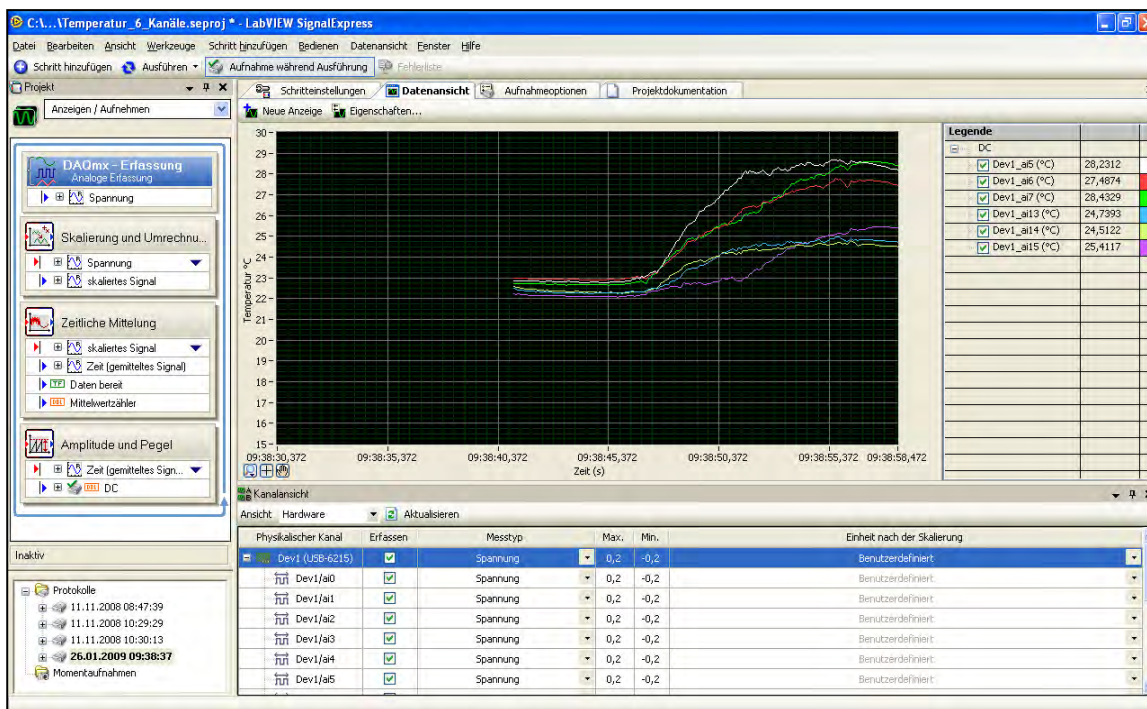 C:\...\Temperatur_6_Kanäle.seproj * - LabVIEW SignalExpress
Datei Bearbeiten Ansicht Werkzeuge Schritt hinzufügen Bedienen Datenansicht Fenster Hilfe
Schritt hinzufügen Ausführen Aufnahme während Ausführung Fehlerliste
Projekt
Anzeigen / Aufnehmen
DAQmx - Erfassung
Analoge Erfassung
Spannung
Skalierung und Umrechnu...
Spannung
skaliertes Signal
Zeitliche Mittelung
skaliertes Signal
Zeit (gemitteltes Signal)
TF Daten bereit
DBL Mittelwertzähler
Amplitude und Pegel
Zeit (gemitteltes Sign...
DBL DC
Inaktiv
Protokolle
11.11.2008 08:47:39
11.11.2008 10:29:29
11.11.2008 10:30:13
26.01.2009 09:38:37
Momentaufnahmen
Schritteinstellungen Datenansicht Aufnahmeoptionen Projektdokumentation
Neue Anzeige Eigenschaften...
Temperatur °C
30
29
28
27
26
25
24
23
22
21
20
19
18
17
16
15
09:38:30,372 09:38:35,372 09:38:40,372 09:38:45,372 09:38:50,372 09:38:55,372 09:38:58,472
Zeit (s)
Legende
DC
Dev1_ai5 (°C) 28,2312
Dev1_ai6 (°C) 27,4874
Dev1_ai7 (°C) 28,4329
Dev1_ai13 (°C) 24,7393
Dev1_ai14 (°C) 24,5122
Dev1_ai15 (°C) 25,4117
Kanalansicht
Ansicht Hardware Aktualisieren
Physikalischer Kanal Erfassen Messtyp Max. Min. Einheit nach der Skalierung
Dev1 (USB-6215) Spannung 0,2 -0,2 Benutzerdefiniert
Dev1/ai0 Spannung 0,2 -0,2 Benutzerdefiniert
Dev1/ai1 Spannung 0,2 -0,2 Benutzerdefiniert
Dev1/ai2 Spannung 0,2 -0,2 Benutzerdefiniert
Dev1/ai3 Spannung 0,2 -0,2 Benutzerdefiniert
Dev1/ai4 Spannung 0,2 -0,2 Benutzerdefiniert
Dev1/ai5 Spannung 0,2 -0,2 Benutzerdefiniert